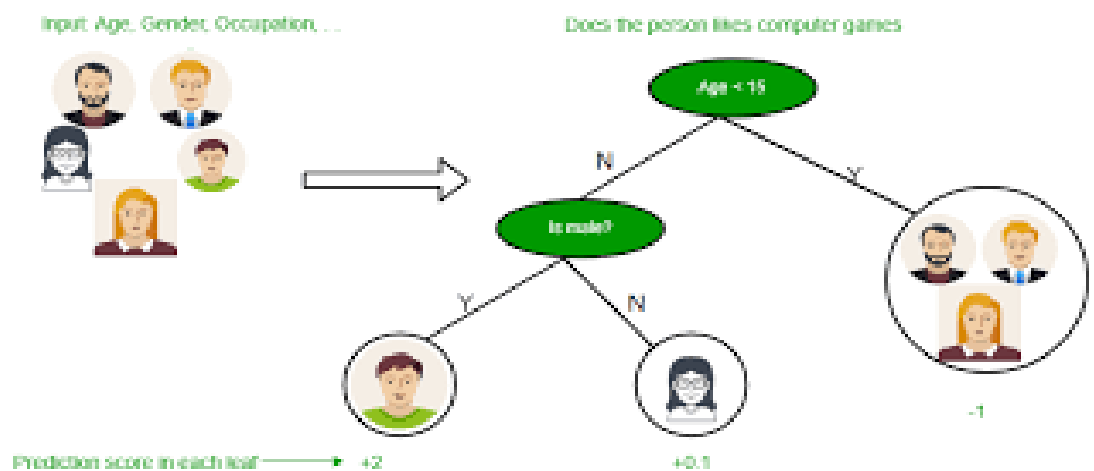 Input: Age, Gender, Occupation, ...
Does the person likes computer games
Age < 15
N
Y
Is male?
Y
N
-1
Prediction score in each leaf
+2
+0.1